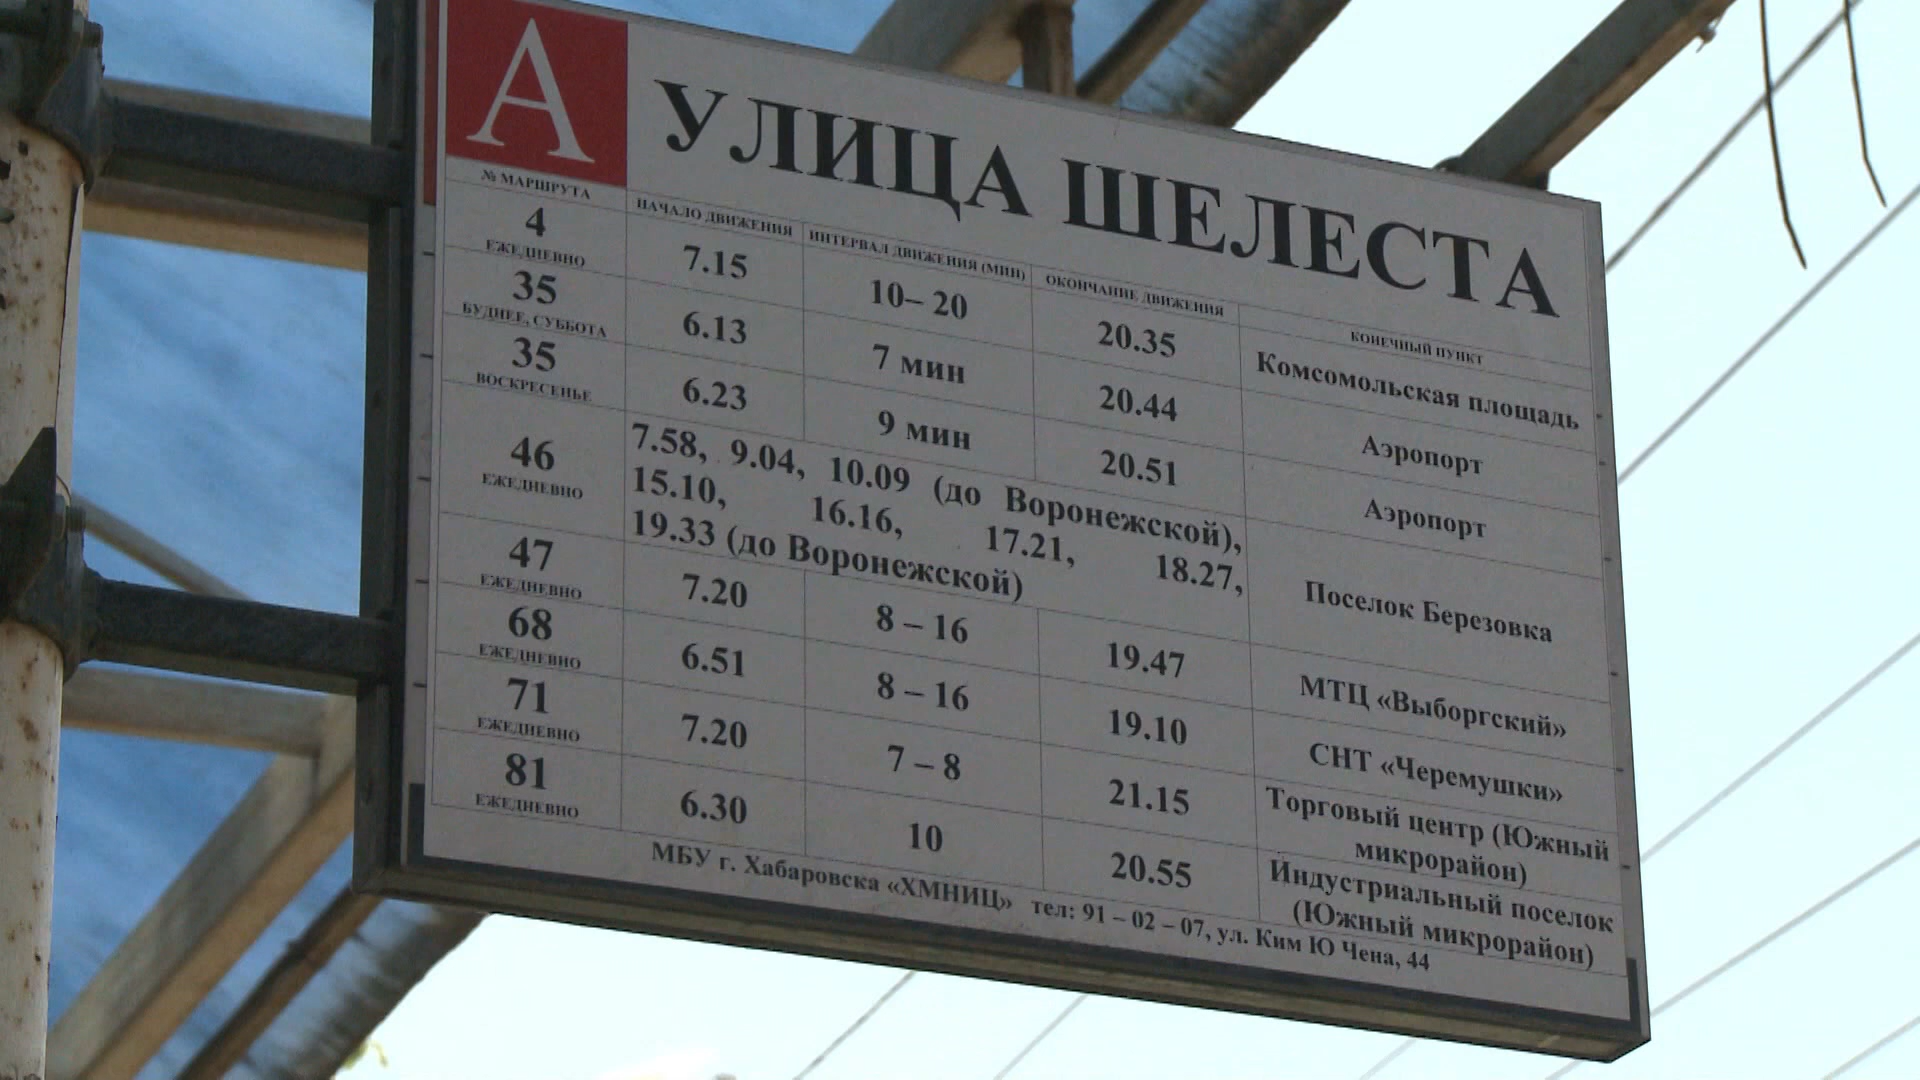 А УЛИЦА ШЕЛЕСТА
№ МАРШРУТА НАЧАЛО ДВИЖЕНИЯ ИНТЕРВАЛ ДВИЖЕНИЯ (МИН) ОКОНЧАНИЕ ДВИЖЕНИЯ КОНЕЧНЫЙ ПУНКТ
4 7.15 10– 20 20.35 Комсомольская площадь
ЕЖЕДНЕВНО
35 6.13 7 мин 20.44 Аэропорт
БУДНЕЕ, СУББОТА
35 6.23 9 мин 20.51 Аэропорт
ВОСКРЕСЕНЬЕ
46
ЕЖЕДНЕВНО
7.58, 9.04, 10.09 (до Воронежской),
15.10, 16.16, 17.21, 18.27,
19.33 (до Воронежской)
Поселок Березовка
47 7.20 8 – 16 19.47 МТЦ «Выборгский»
ЕЖЕДНЕВНО
68 6.51 8 – 16 19.10 СНТ «Черемушки»
ЕЖЕДНЕВНО
71 7.20 7 – 8 21.15 Торговый центр (Южный
ЕЖЕДНЕВНО микрорайон)
81 6.30 10 20.55 Индустриальный поселок
ЕЖЕДНЕВНО (Южный микрорайон)
МБУ г. Хабаровска «ХМНИЦ» тел: 91 – 02 – 07, ул. Ким Ю Чена, 44